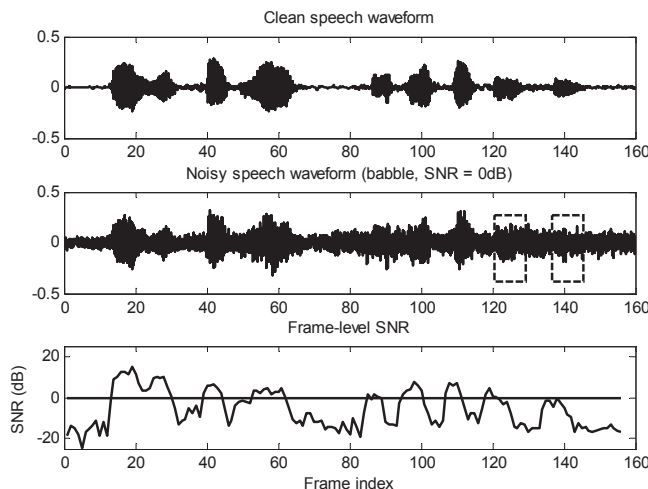 Clean speech waveform
0.5
0
-0.5
0 20 40 60 80 100 120 140 160
Noisy speech waveform (babble, SNR = 0dB)
0.5
0
-0.5
0 20 40 60 80 100 120 140 160
Frame-level SNR
SNR (dB)
20
0
-20
0 20 40 60 80 100 120 140 160
Frame index